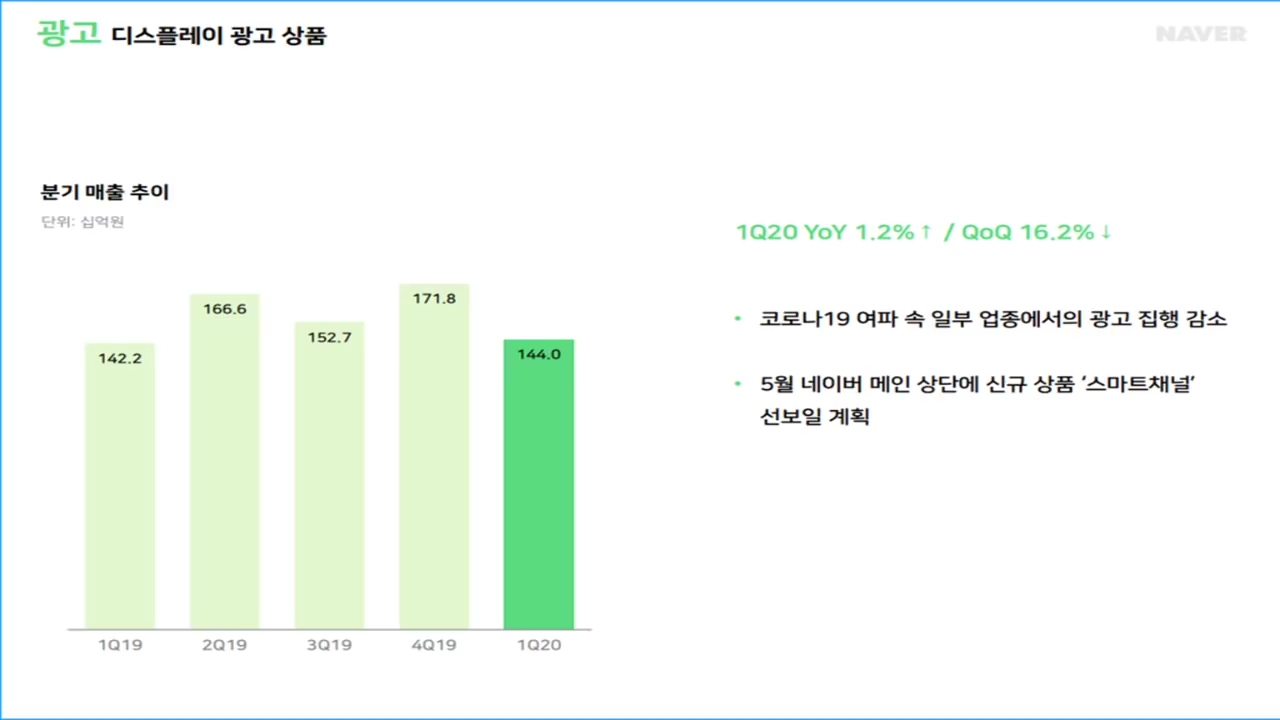 광고 디스플레이 광고 상품
NAVER
분기 매출 추이
단위: 십억원
142.2
166.6
152.7
171.8
144.0
1Q19
2Q19
3Q19
4Q19
1Q20
1Q20 YoY 1.2%↑ / QoQ 16.2%↓
• 코로나19 여파 속 일부 업종에서의 광고 집행 감소
• 5월 네이버 메인 상단에 신규 상품 ‘스마트채널’
선보일 계획